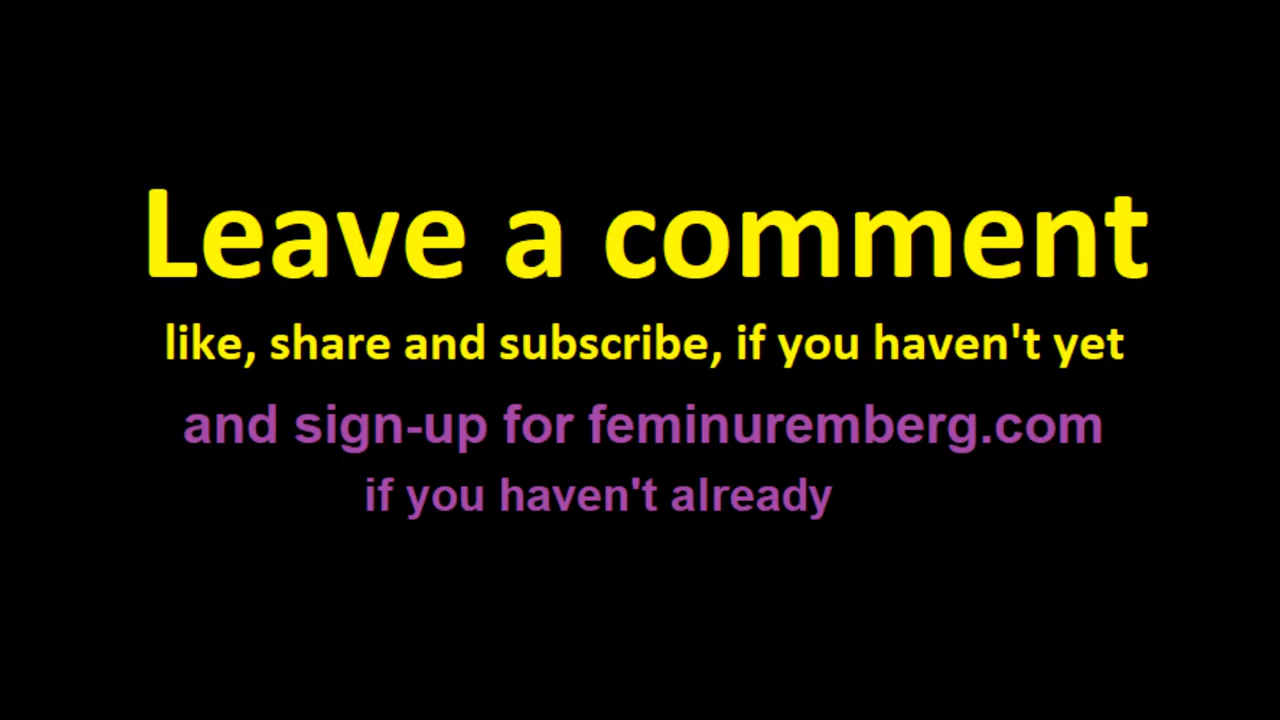 Leave a comment
like, share and subscribe, if you haven't yet
and sign-up for feminuremberg.com
if you haven't already